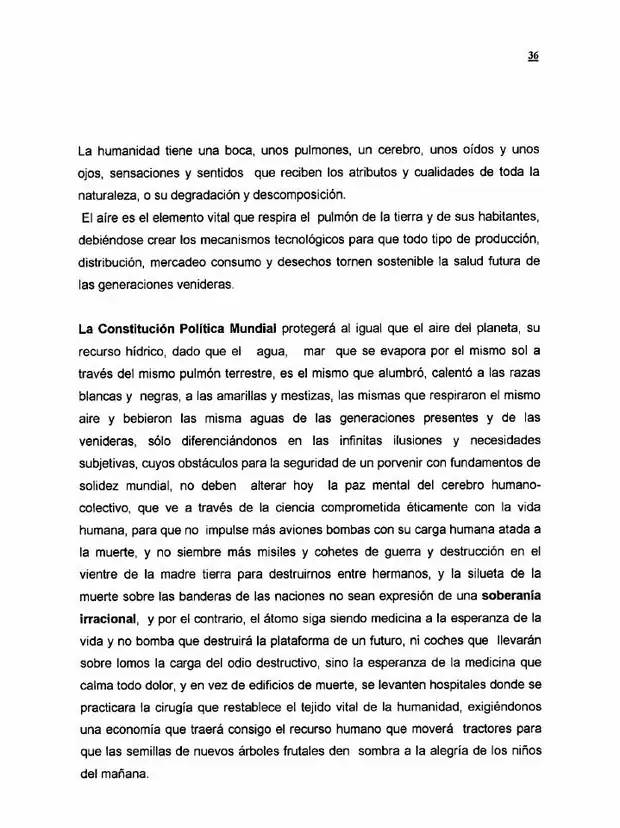 36
La humanidad tiene una boca, unos pulmones, un cerebro, unos oídos y unos
ojos, sensaciones y sentidos que reciben los atributos y cualidades de toda la
naturaleza, o su degradación y descomposición.
El aíre es el elemento vital que respira el pulmón de la tierra y de sus habitantes,
debiéndose crear los mecanismos tecnológicos para que todo tipo de producción,
distribución, mercadeo consumo y desechos tornen sostenible la salud futura de
las generaciones venideras.
La Constitución Política Mundial protegerá al igual que el aire del planeta, su
recurso hídrico, dado que el agua, mar que se evapora por el mismo sol a
través del mismo pulmón terrestre, es el mismo que alumbró, calentó a las razas
blancas y negras, a las amarillas y mestizas, las mismas que respiraron el mismo
aire y bebieron las misma aguas de las generaciones presentes y de las
venideras, sólo diferenciándonos en las infinitas ilusiones y necesidades
subjetivas, cuyos obstáculos para la seguridad de un porvenir con fundamentos de
solidez mundial, no deben alterar hoy la paz mental del cerebro humano-
colectivo, que ve a través de la ciencia comprometida éticamente con la vida
humana, para que no impulse más aviones bombas con su carga humana atada a
la muerte, y no siembre más misiles y cohetes de guerra y destrucción en el
vientre de la madre tierra para destruirnos entre hermanos, y la silueta de la
muerte sobre las banderas de las naciones no sean expresión de una soberanía
irracional, y por el contrario, el átomo siga siendo medicina a la esperanza de la
vida y no bomba que destruirá la plataforma de un futuro, ni coches que llevarán
sobre lomos la carga del odio destructivo, sino la esperanza de la medicina que
calma todo dolor, y en vez de edificios de muerte, se levanten hospitales donde se
practicara la cirugía que restablece el tejido vital de la humanidad, exigiéndonos
una economía que traerá consigo el recurso humano que moverá tractores para
que las semillas de nuevos árboles frutales den sombra a la alegría de los niños
del mañana.